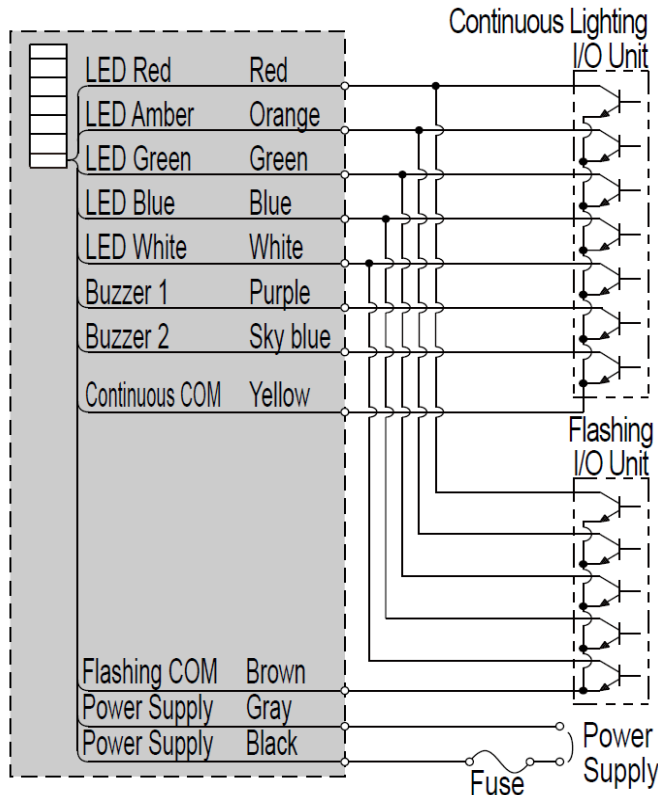 Continuous Lighting
I/O Unit
LED Red Red
LED Amber Orange
LED Green Green
LED Blue Blue
LED White White
Buzzer 1 Purple
Buzzer 2 Sky blue
Continuous COM Yellow
Flashing
I/O Unit
Flashing COM Brown
Power Supply Gray
Power Supply Black
Fuse
Power
Supply